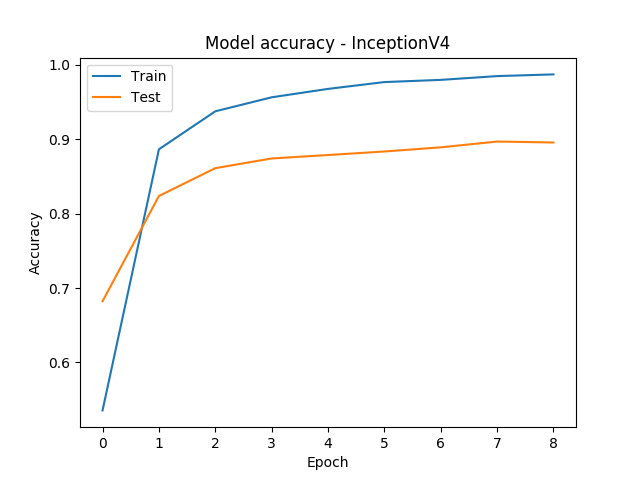 Model accuracy - InceptionV4
Train
Test
Accuracy
1.0
0.9
0.8
0.7
0.6
0 1 2 3 4 5 6 7 8
Epoch